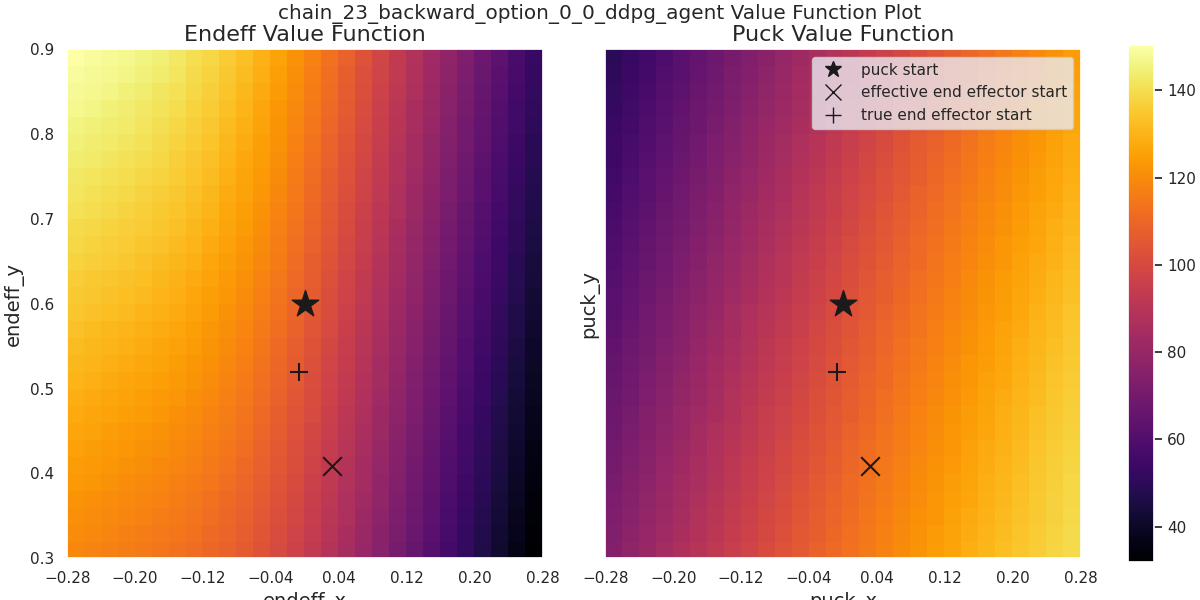 chain_23_backward_option_0_0_ddpg_agent Value Function Plot
Endeff Value Function
Puck Value Function
puck start
effective end effector start
true end effector start
0.9
0.8
0.7
0.6
0.5
0.4
0.3
endeff_y
−0.28 −0.20 −0.12 −0.04 0.04 0.12 0.20 0.28
endeff_x
puck_y
−0.28 −0.20 −0.12 −0.04 0.04 0.12 0.20 0.28
puck_x
140
120
100
80
60
40